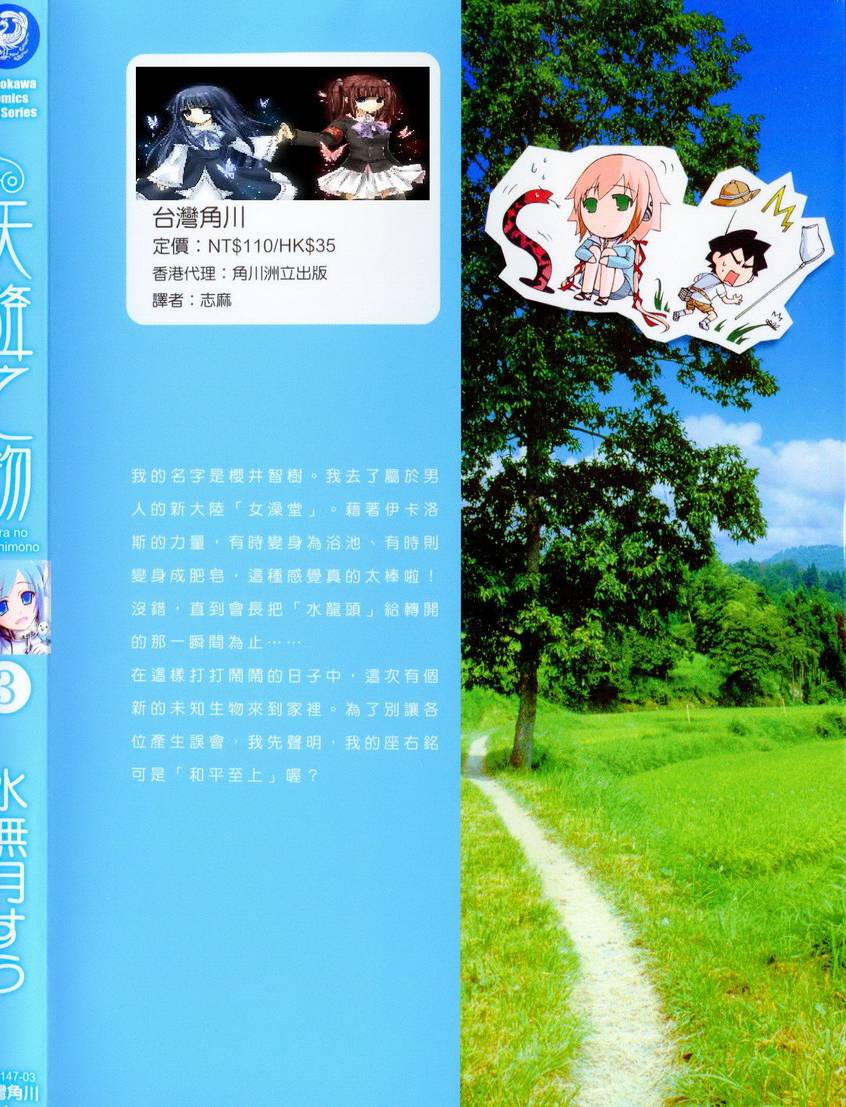 okawa
omics
Series
天降之物
ra no
himono
3
水無月すう
147-03
台灣角川
台灣角川
定價：NT$110/HK$35
香港代理：角川洲立出版
譯者：志麻
我的名字是櫻井智樹。我去了屬於男
人的新大陸「女澡堂」。藉著伊卡洛
斯的力量，有時變身為浴池、有時則
變身成肥皂，這種感覺真的太棒啦！
沒錯，直到會長把「水龍頭」給轉開
的那一瞬間為止……
在這樣打打鬧鬧的日子中，這次有個
新的未知生物來到家裡。為了別讓各
位產生誤會，我先聲明，我的座右銘
可是「和平至上」喔？